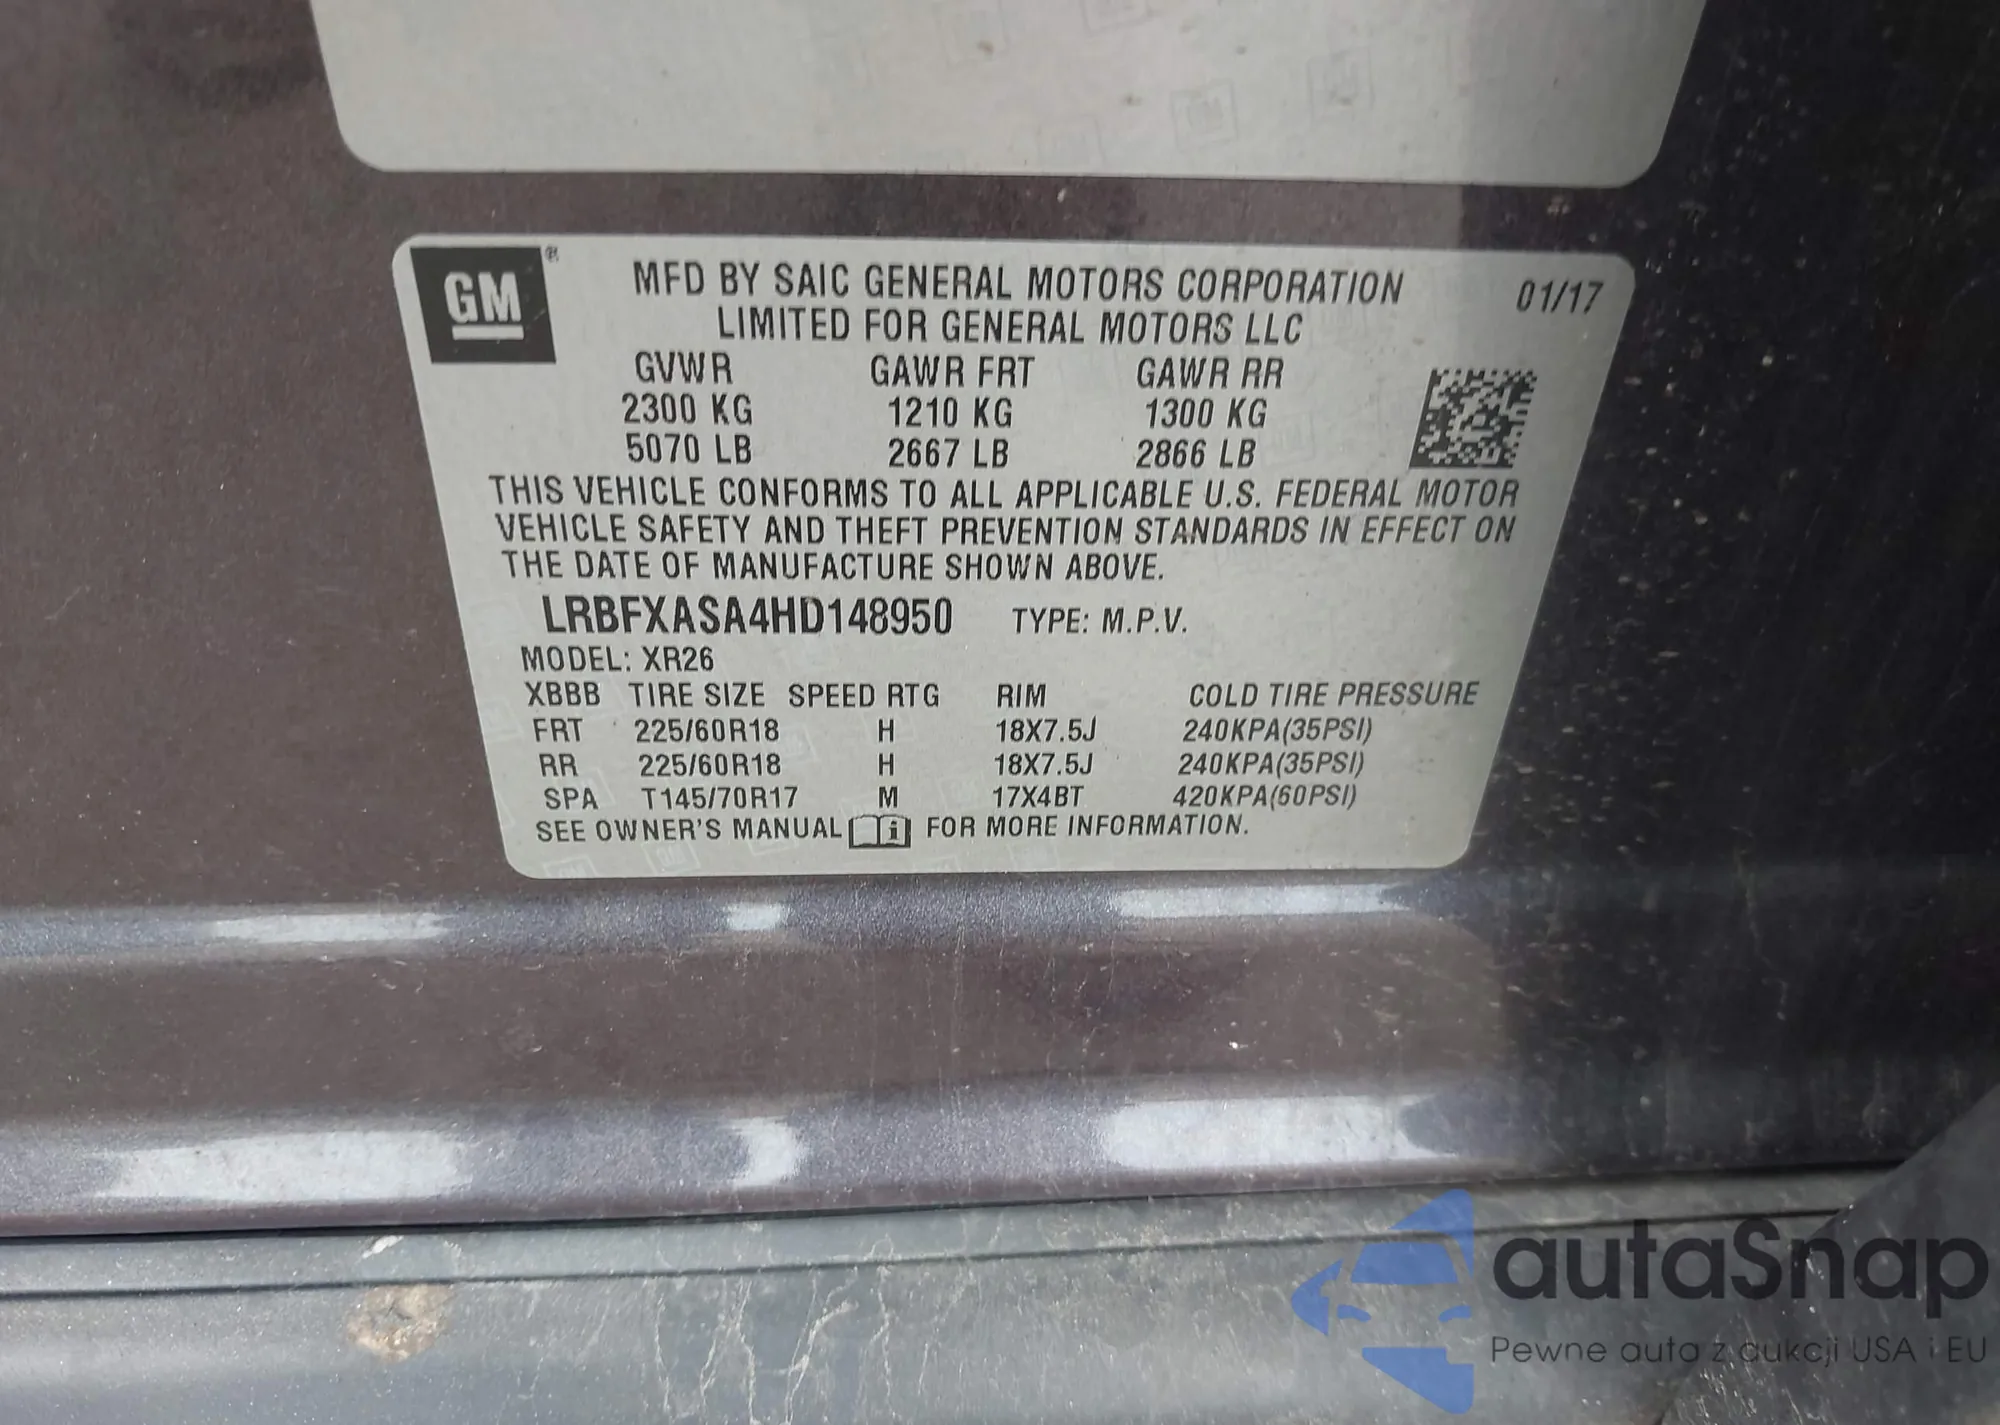 GM ®
MFD BY SAIC GENERAL MOTORS CORPORATION 01/17
LIMITED FOR GENERAL MOTORS LLC
GVWR GAWR FRT GAWR RR
2300 KG 1210 KG 1300 KG
5070 LB 2667 LB 2866 LB
THIS VEHICLE CONFORMS TO ALL APPLICABLE U.S. FEDERAL MOTOR
VEHICLE SAFETY AND THEFT PREVENTION STANDARDS IN EFFECT ON
THE DATE OF MANUFACTURE SHOWN ABOVE.
LRBFXASA4HD148950 TYPE: M.P.V.
MODEL: XR26
XBBB TIRE SIZE SPEED RTG RIM COLD TIRE PRESSURE
FRT 225/60R18 H 18X7.5J 240KPA(35PSI)
RR 225/60R18 H 18X7.5J 240KPA(35PSI)
SPA T145/70R17 M 17X4BT 420KPA(60PSI)
SEE OWNER'S MANUAL i FOR MORE INFORMATION.
autaSnap
Pewne auta z aukcji USA i EU